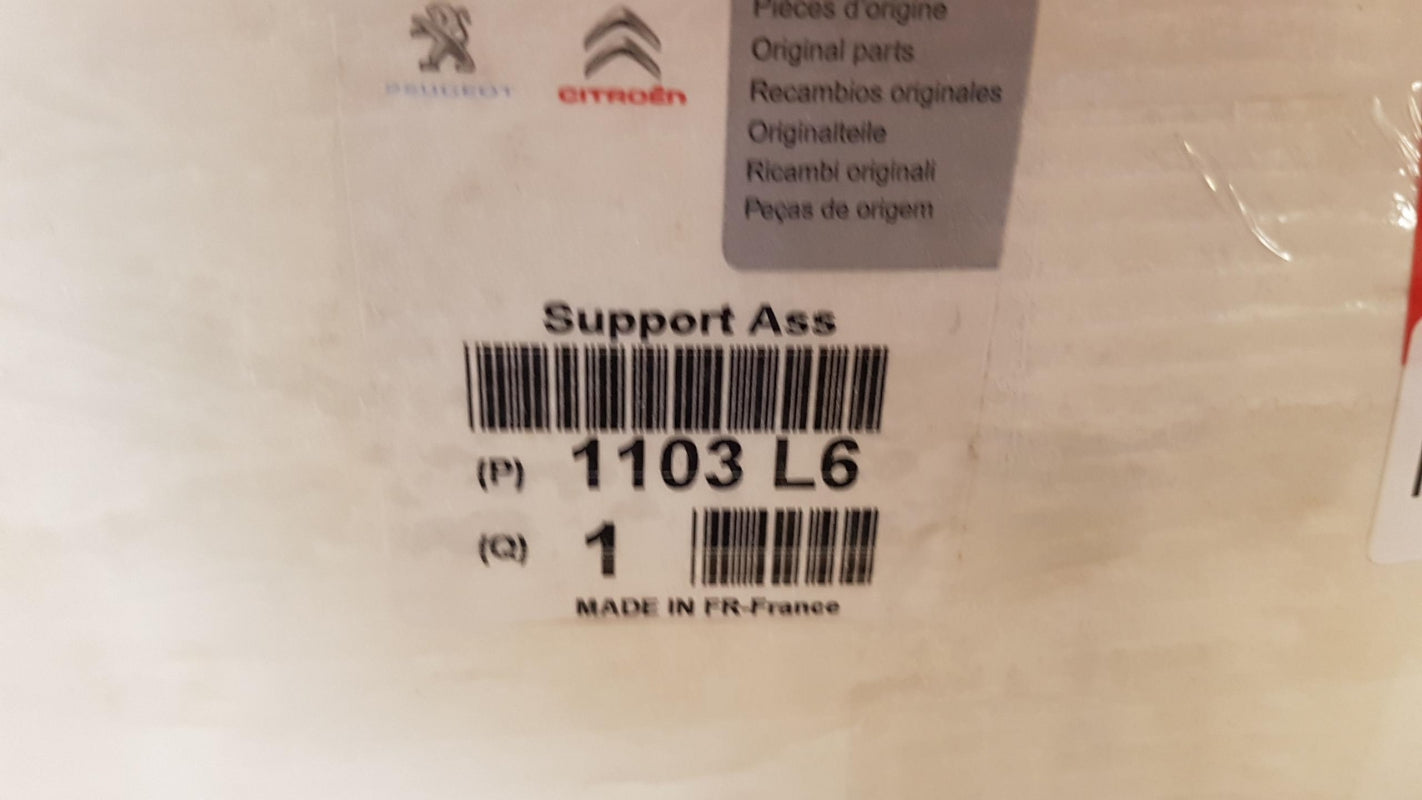 PEUGEOT
CITROËN
Pièces d'origine
Original parts
Recambios originales
Originalteile
Ricambi originali
Peças de origem
Support Ass
(P) 1103 L6
(Q) 1
MADE IN FR-France